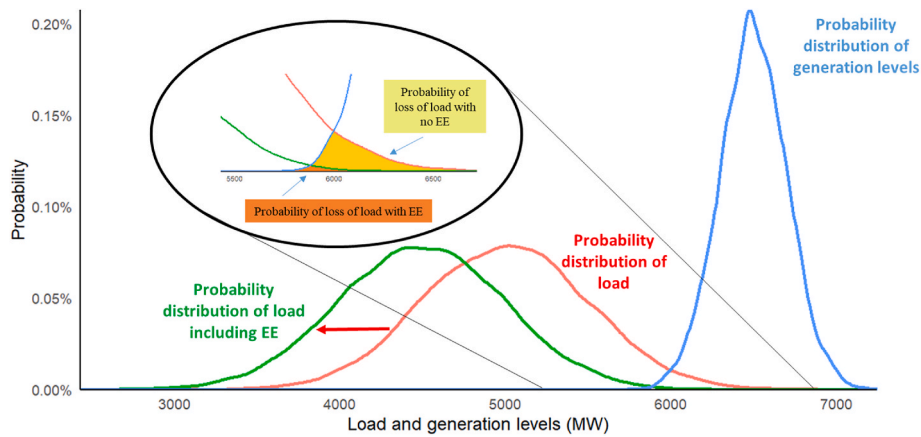 0.20%
0.15%
0.10%
0.05%
0.00%
Probability
Probability
distribution of
generation levels
Probability of
loss of load with
no EE
5500
6000
6500
Probability of loss of load with EE
Probability
distribution of
load
Probability
distribution of load
including EE
3000
4000
5000
6000
7000
Load and generation levels (MW)